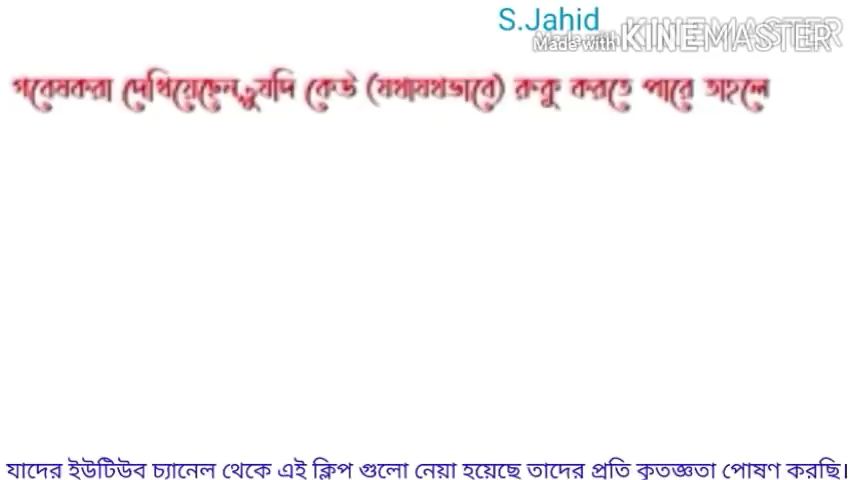 S.Jahid
Made with KINEMASTER
গবেষকরা দেখিয়েছেন, যদি কেউ (যথাযথভাবে) রুকু করতে পারে তাহলে
যাদের ইউটিউব চ্যানেল থেকে এই ক্লিপ গুলো নেয়া হয়েছে তাদের প্রতি কৃতজ্ঞতা পোষণ করছি।